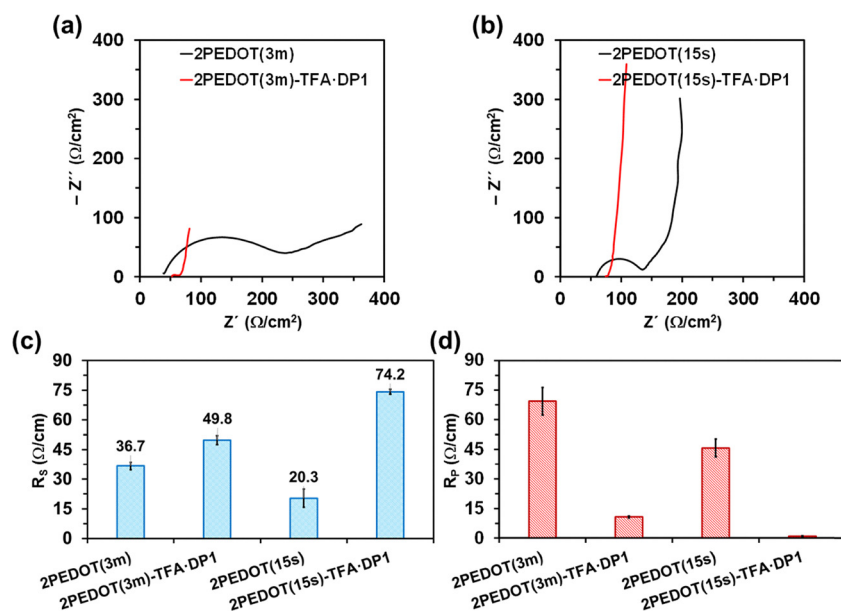 (a)
400
2PEDOT(3m)
2PEDOT(3m)-TFA·DP1
300
200
100
0
− Z´´ (Ω/cm²)
0 100 200 300 400
Z´ (Ω/cm²)
(b)
400
2PEDOT(15s)
2PEDOT(15s)-TFA·DP1
300
200
100
0
− Z´´ (Ω/cm²)
0 100 200 300 400
Z´ (Ω/cm²)
(c)
90
75
60
45
30
15
0
R_S (Ω/cm)
36.7
49.8
20.3
74.2
2PEDOT(3m)
2PEDOT(3m)-TFA·DP1
2PEDOT(15s)
2PEDOT(15s)-TFA·DP1
(d)
90
75
60
45
30
15
0
R_P (Ω/cm)
2PEDOT(3m)
2PEDOT(3m)-TFA·DP1
2PEDOT(15s)
2PEDOT(15s)-TFA·DP1